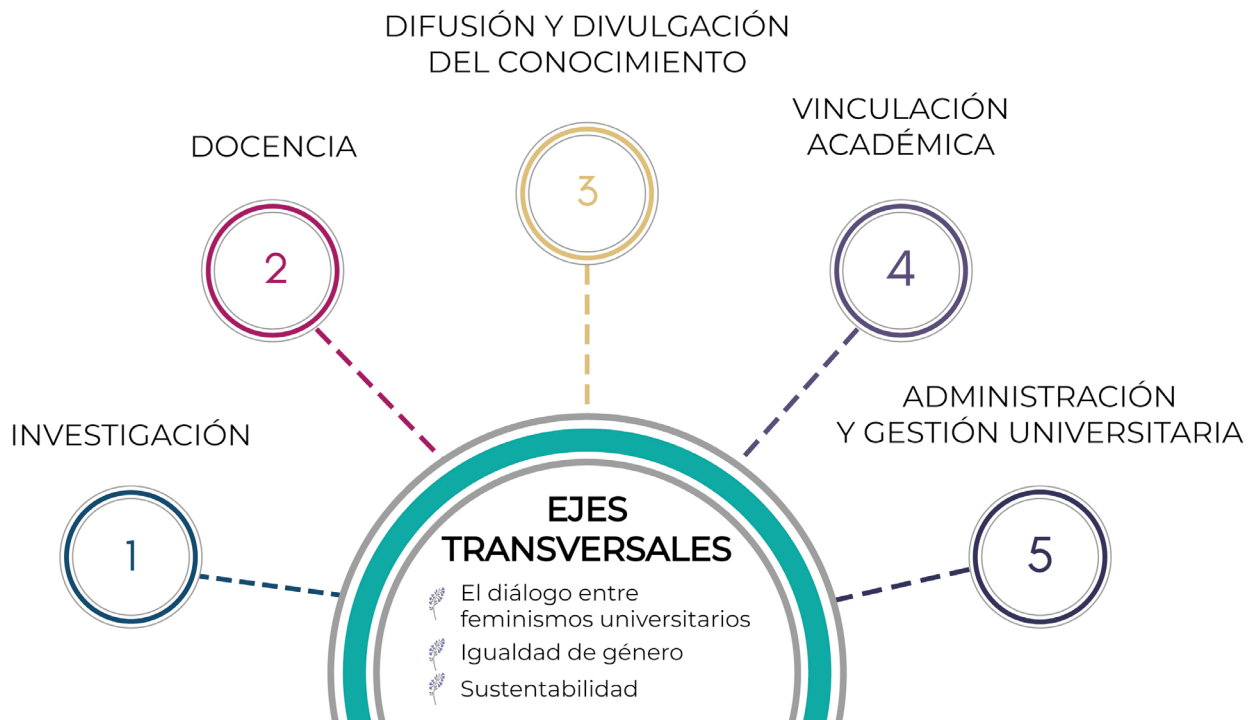 INVESTIGACIÓN
1
DOCENCIA
2
DIFUSIÓN Y DIVULGACIÓN
DEL CONOCIMIENTO
3
VINCULACIÓN
ACADÉMICA
4
ADMINISTRACIÓN
Y GESTIÓN UNIVERSITARIA
5
EJES
TRANSVERSALES
El diálogo entre
feminismos universitarios
Igualdad de género
Sustentabilidad